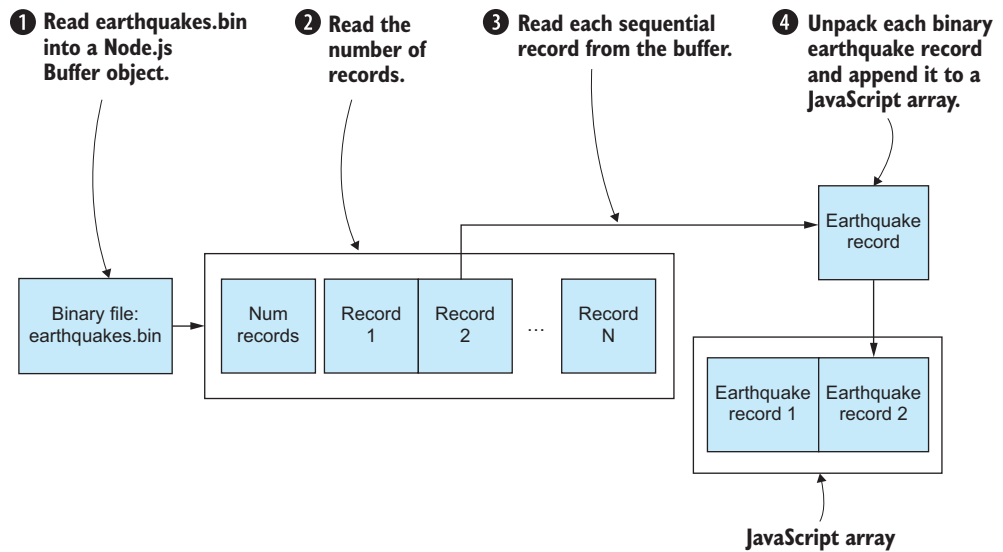 1 Read earthquakes.bin
into a Node.js
Buffer object.
2 Read the
number of
records.
3 Read each sequential
record from the buffer.
4 Unpack each binary
earthquake record
and append it to a
JavaScript array.
Earthquake
record
Binary file:
earthquakes.bin
Num
records
Record
1
Record
2
...
Record
N
Earthquake
record 1
Earthquake
record 2
JavaScript array